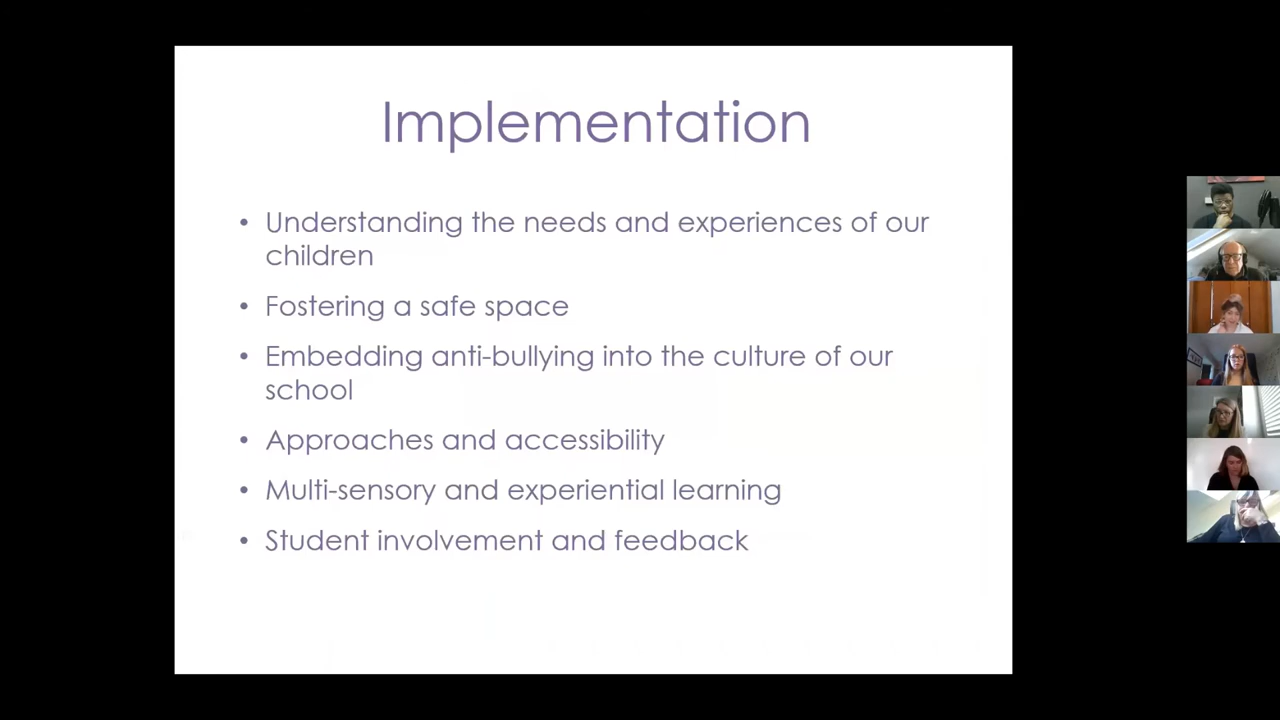 Implementation
• Understanding the needs and experiences of our
children
• Fostering a safe space
• Embedding anti-bullying into the culture of our
school
• Approaches and accessibility
• Multi-sensory and experiential learning
• Student involvement and feedback